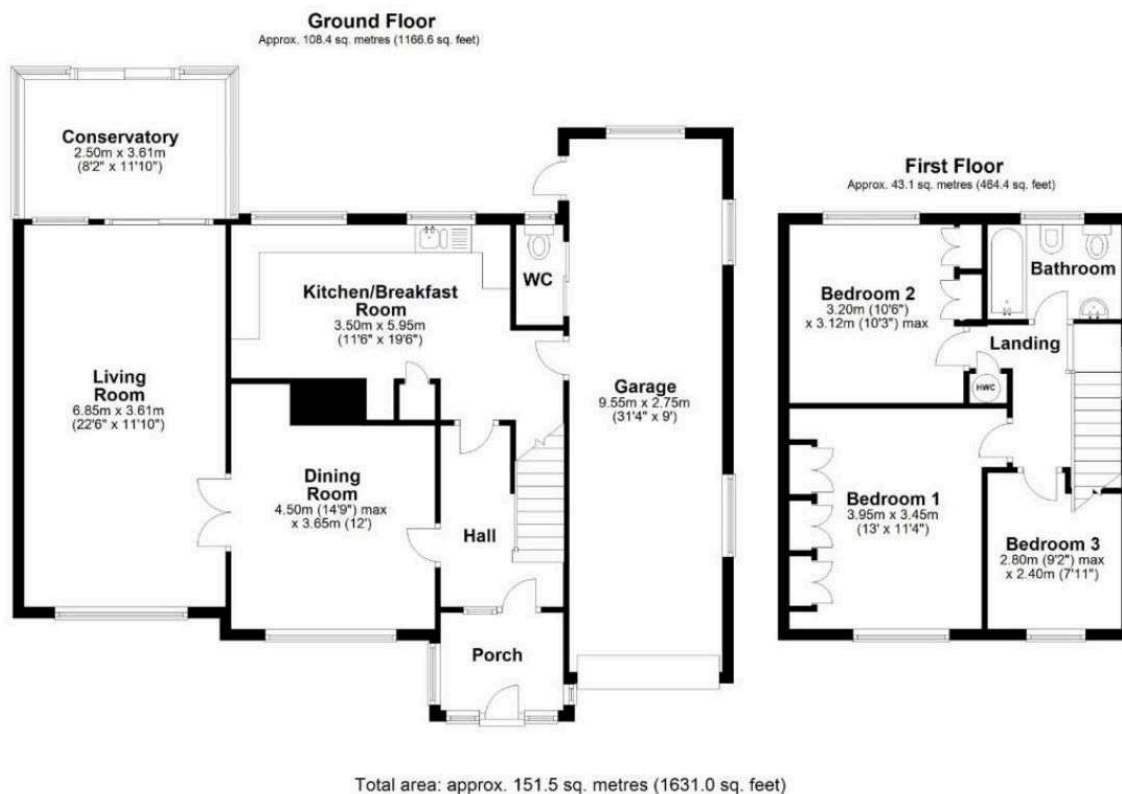 Ground Floor
Approx. 108.4 sq. metres (1166.6 sq. feet)
Conservatory
2.50m x 3.61m
(8'2" x 11'10")
Kitchen/Breakfast
Room
3.50m x 5.95m
(11'6" x 19'6")
WC
Living
Room
6.85m x 3.61m
(22'6" x 11'10")
Garage
9.55m x 2.75m
(31'4" x 9')
Dining
Room
4.50m (14'9") max
x 3.65m (12')
Hall
Porch
First Floor
Approx. 43.1 sq. metres (464.4 sq. feet)
Bedroom 2
3.20m (10'6")
x 3.12m (10'3") max
Bathroom
Landing
HWC
Bedroom 1
3.95m x 3.45m
(13' x 11'4")
Bedroom 3
2.80m (9'2") max
x 2.40m (7'11")
Total area: approx. 151.5 sq. metres (1631.0 sq. feet)